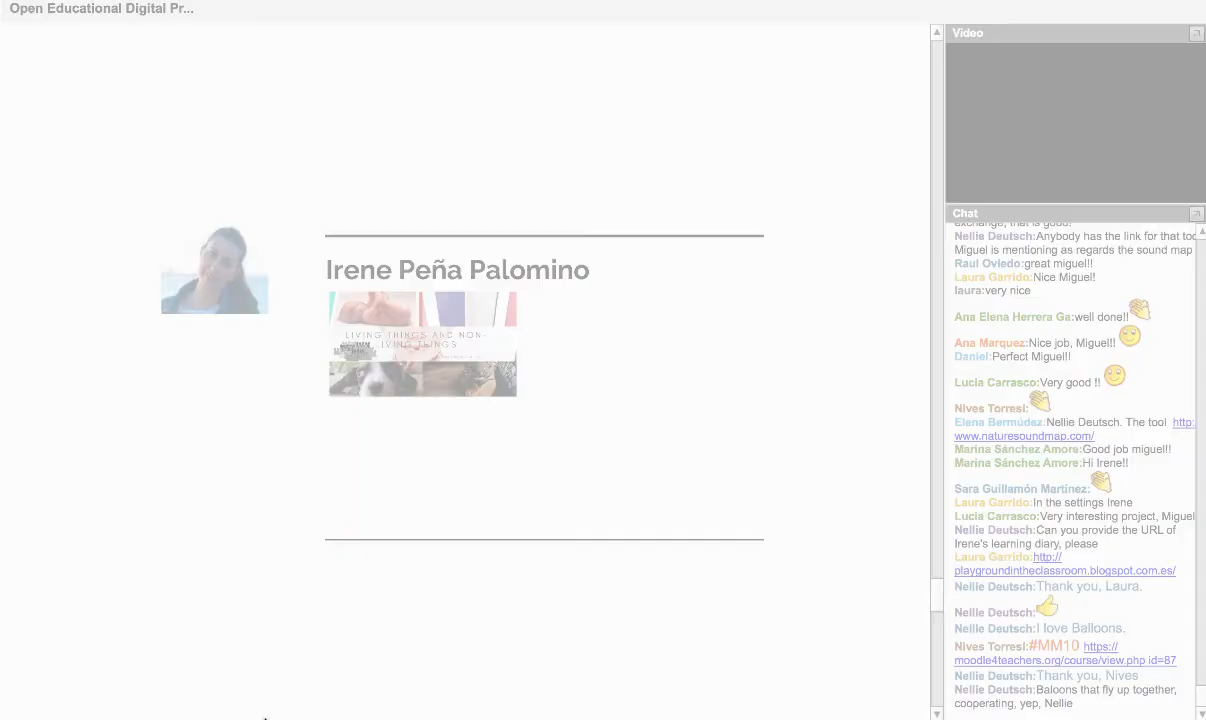 Open Educational Digital Pr...
Irene Peña Palomino
LIVING THINGS AND NON-
LIVING THINGS
Video
Chat
exchange, that is good!
Nellie Deutsch:Anybody has the link for that too
Miguel is mentioning as regards the sound map
Raul Oviedo:great miguel!!
Laura Garrido:Nice Miguel!
laura:very nice
Ana Elena Herrera Ga:well done!!
Ana Marquez:Nice job, Miguel!!
Daniel:Perfect Miguel!!
Lucia Carrasco:Very good !!
Nives Torresi:
Elena Bermúdez:Nellie Deutsch. The tool http:
www.naturesoundmap.com/
Marina Sánchez Amore:Good job miguel!!
Marina Sánchez Amore:Hi Irene!!
Sara Guillamón Martínez:
Laura Garrido:In the settings Irene
Lucia Carrasco:Very interesting project, Miguel
Nellie Deutsch:Can you provide the URL of
Irene's learning diary, please
Laura Garrido:http://
playgroundintheclassroom.blogspot.com.es/
Nellie Deutsch:Thank you, Laura.
Nellie Deutsch:
Nellie Deutsch:I love Balloons.
Nives Torresi:#MM10 https://
moodle4teachers.org/course/view.php id=87
Nellie Deutsch:Thank you, Nives
Nellie Deutsch:Baloons that fly up together,
cooperating, yep, Nellie